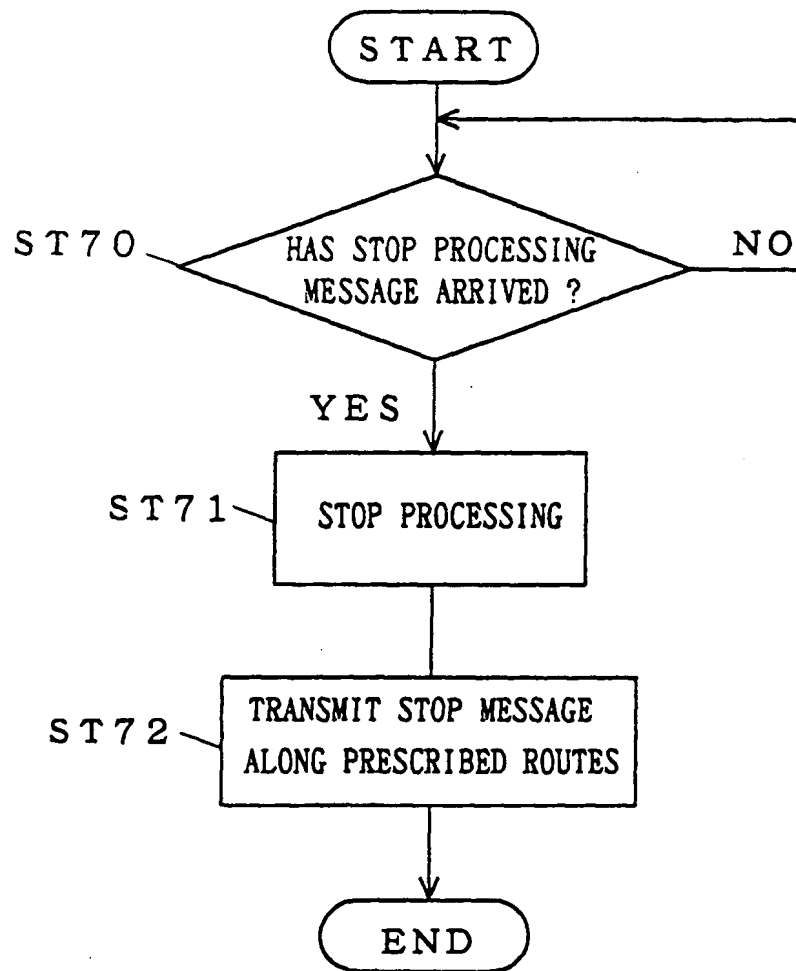 START
ST70
HAS STOP PROCESSING
MESSAGE ARRIVED ?
NO
YES
ST71
STOP PROCESSING
ST72
TRANSMIT STOP MESSAGE
ALONG PRESCRIBED ROUTES
END